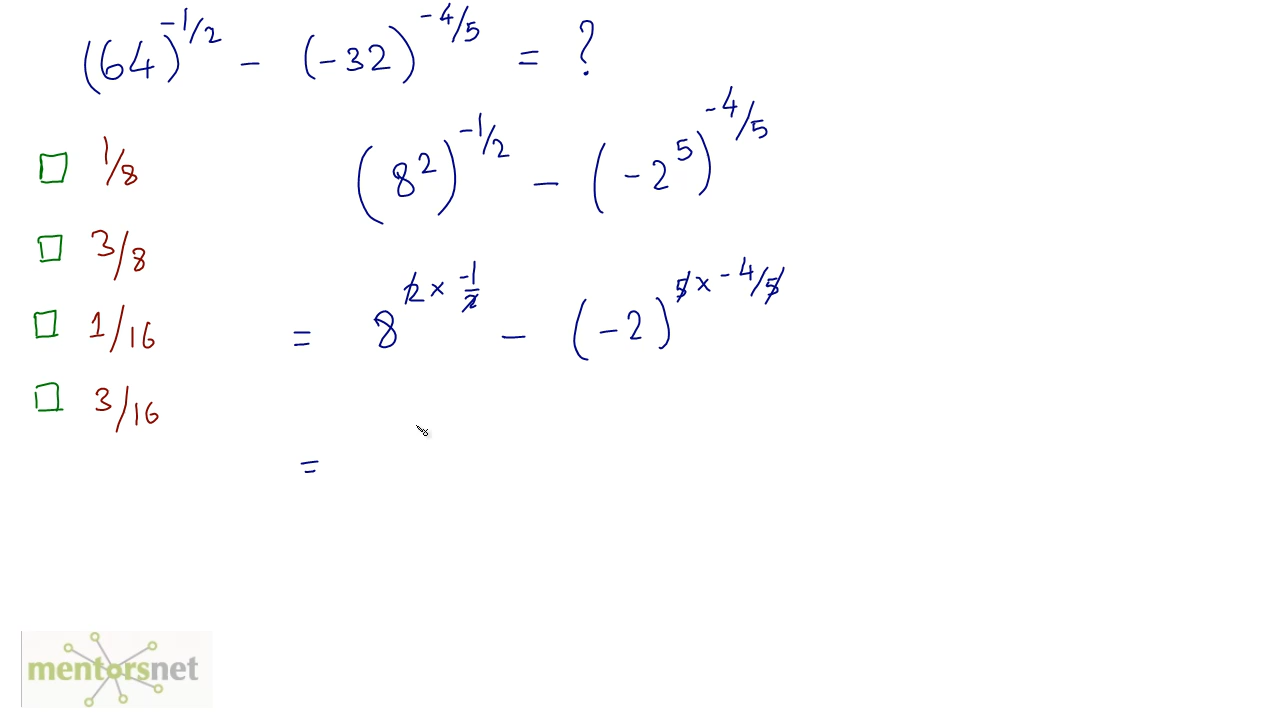 (64)^{-1/2} - (-32)^{-4/5} = ?
□ 1/8
□ 3/8
□ 1/16
□ 3/16
(8^2)^{-1/2} - (-2^5)^{-4/5}
= 8^{2 × -1/2} - (-2)^{5 × -4/5}
=
mentorsnet